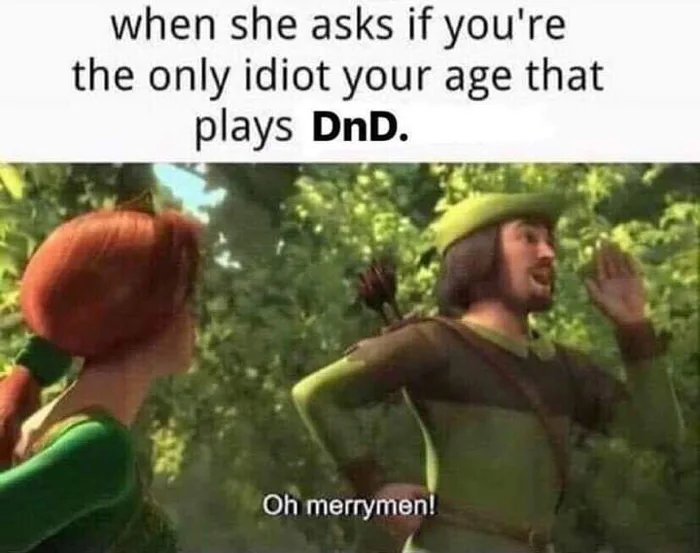 when she asks if you're
the only idiot your age that
plays DnD.
Oh merrymen!